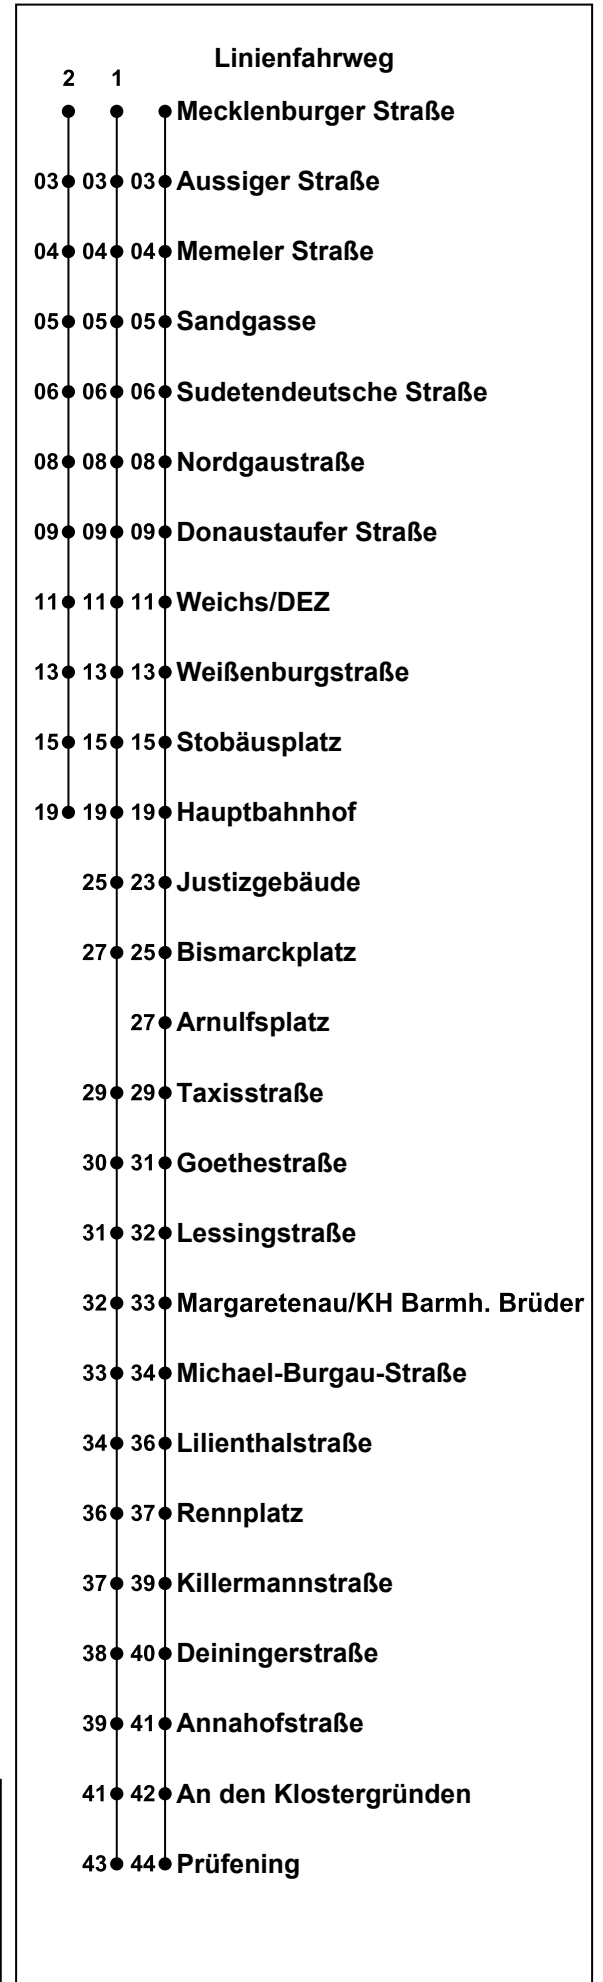 Linienfahrweg
2 1
Mecklenburger Straße
03 03 03 Aussiger Straße
04 04 04 Memeler Straße
05 05 05 Sandgasse
06 06 06 Sudetendeutsche Straße
08 08 08 Nordgaustraße
09 09 09 Donaustaufer Straße
11 11 11 Weichs/DEZ
13 13 13 Weißenburgstraße
15 15 15 Stobäusplatz
19 19 19 Hauptbahnhof
25 23 Justizgebäude
27 25 Bismarckplatz
27 Arnulfsplatz
29 29 Taxisstraße
30 31 Goethestraße
31 32 Lessingstraße
32 33 Margaretenau/KH Barmh. Brüder
33 34 Michael-Burgau-Straße
34 36 Lilienthalstraße
36 37 Rennplatz
37 39 Killermannstraße
38 40 Deiningerstraße
39 41 Annahofstraße
41 42 An den Klostergründen
43 44 Prüfening